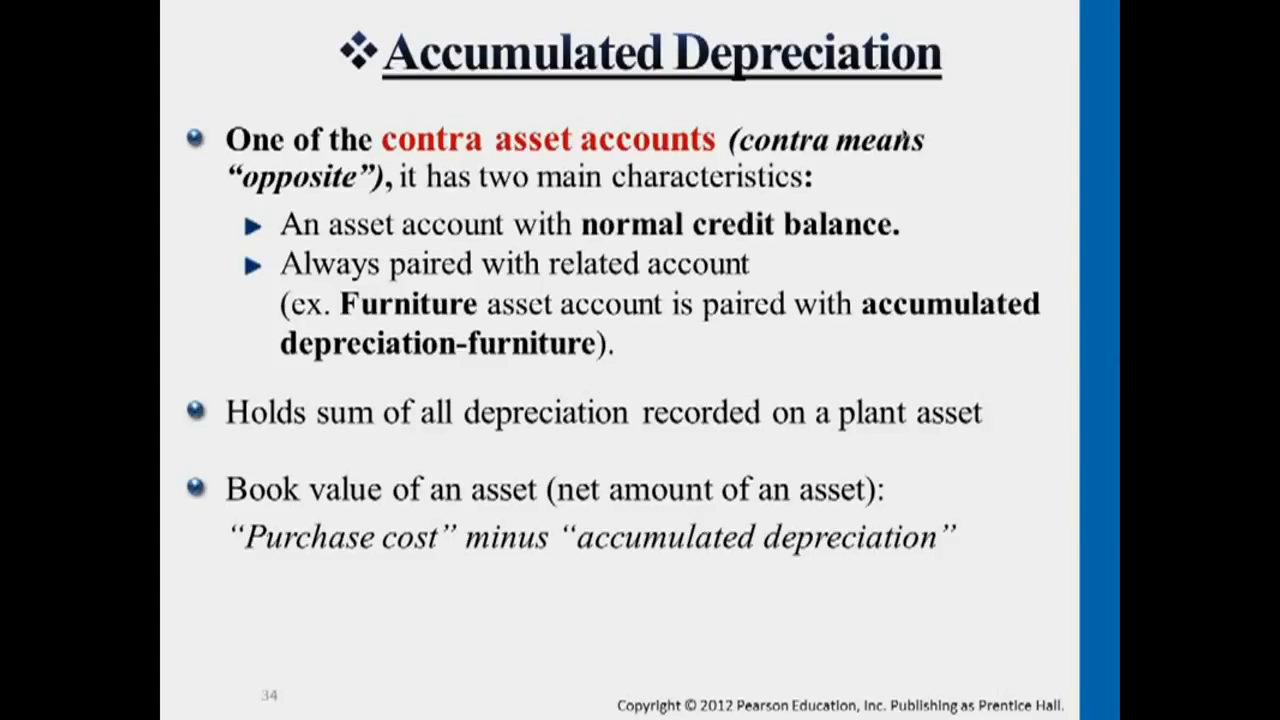 ❖Accumulated Depreciation
One of the contra asset accounts (contra means
“opposite”), it has two main characteristics:
An asset account with normal credit balance.
Always paired with related account
(ex. Furniture asset account is paired with accumulated
depreciation-furniture).
Holds sum of all depreciation recorded on a plant asset
Book value of an asset (net amount of an asset):
“Purchase cost” minus “accumulated depreciation”
34
Copyright © 2012 Pearson Education, Inc. Publishing as Prentice Hall.